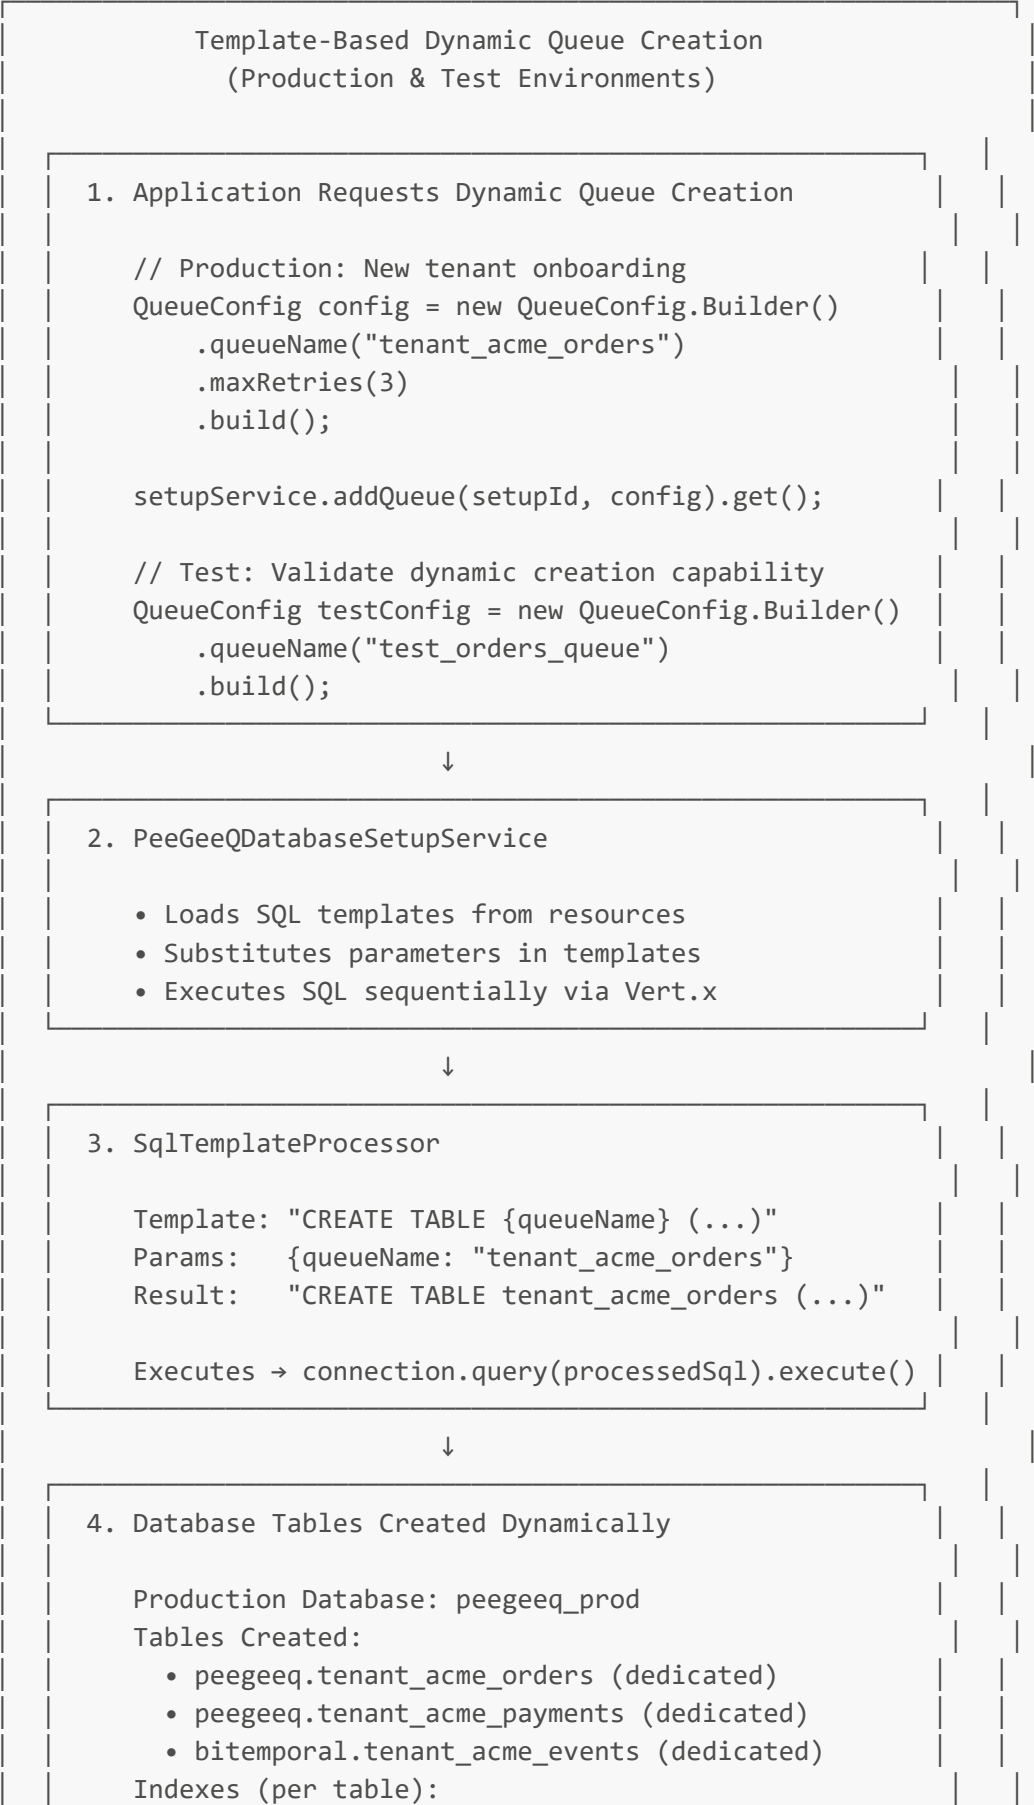 Template-Based Dynamic Queue Creation
(Production & Test Environments)
1. Application Requests Dynamic Queue Creation
// Production: New tenant onboarding
QueueConfig config = new QueueConfig.Builder()
.queueName("tenant_acme_orders")
.maxRetries(3)
.build();
setupService.addQueue(setupId, config).get();
// Test: Validate dynamic creation capability
QueueConfig testConfig = new QueueConfig.Builder()
.queueName("test_orders_queue")
.build();
↓
2. PeeGeeQDatabaseSetupService
• Loads SQL templates from resources
• Substitutes parameters in templates
• Executes SQL sequentially via Vert.x
↓
3. SqlTemplateProcessor
Template: "CREATE TABLE {queueName} (...)"
Params:   {queueName: "tenant_acme_orders"}
Result:   "CREATE TABLE tenant_acme_orders (...)"
Executes → connection.query(processedSql).execute()
↓
4. Database Tables Created Dynamically
Production Database: peegeeq_prod
Tables Created:
• peegeeq.tenant_acme_orders (dedicated)
• peegeeq.tenant_acme_payments (dedicated)
• bitemporal.tenant_acme_events (dedicated)
Indexes (per table):